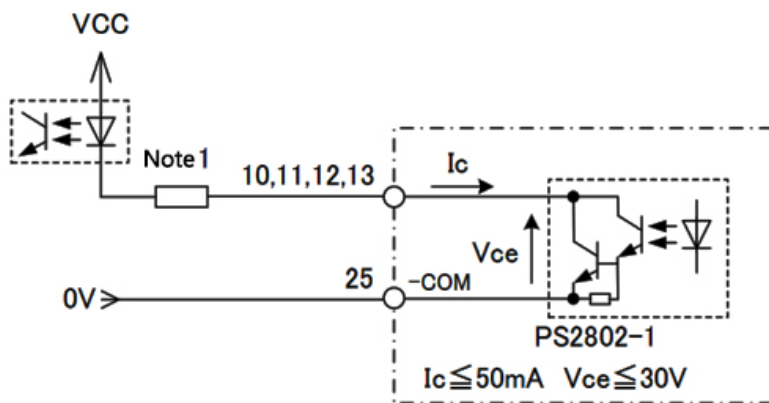 VCC
Note1
10,11,12,13
Ic
Vce
25
-COM
0V
PS2802-1
Ic≦50mA Vce≦30V